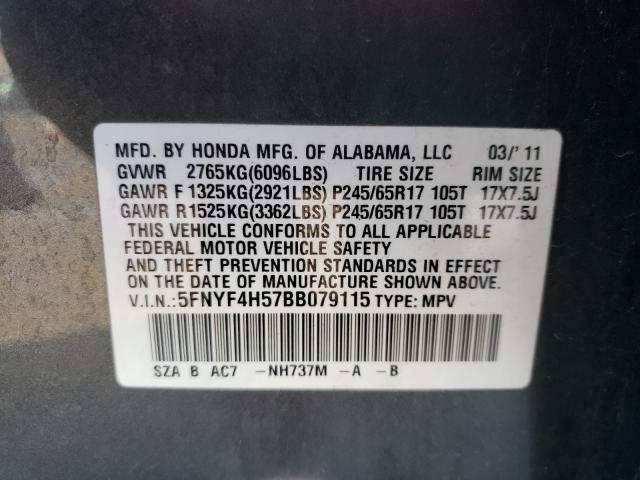 MFD. BY HONDA MFG. OF ALABAMA, LLC 03/'11
GVWR 2765KG(6096LBS) TIRE SIZE RIM SIZE
GAWR F 1325KG(2921LBS) P245/65R17 105T 17X7.5J
GAWR R 1525KG(3362LBS) P245/65R17 105T 17X7.5J
THIS VEHICLE CONFORMS TO ALL APPLICABLE
FEDERAL MOTOR VEHICLE SAFETY
AND THEFT PREVENTION STANDARDS IN EFFECT
ON THE DATE OF MANUFACTURE SHOWN ABOVE.
V.I.N.:5FNYF4H57BB079115 TYPE: MPV
SZA B AC7 -NH737M -A -B